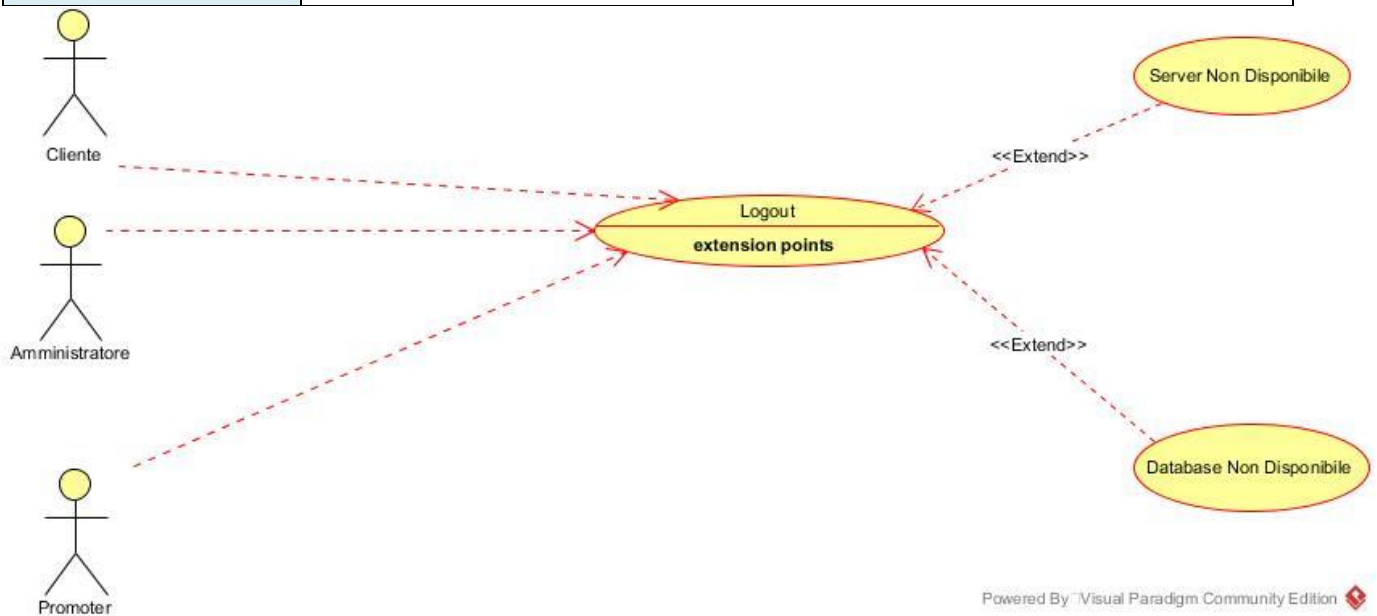 Cliente
Server Non Disponibile
<<Extend>>
Logout
extension points
Amministratore
<<Extend>>
Database Non Disponibile
Promoter
Powered By Visual Paradigm Community Edition